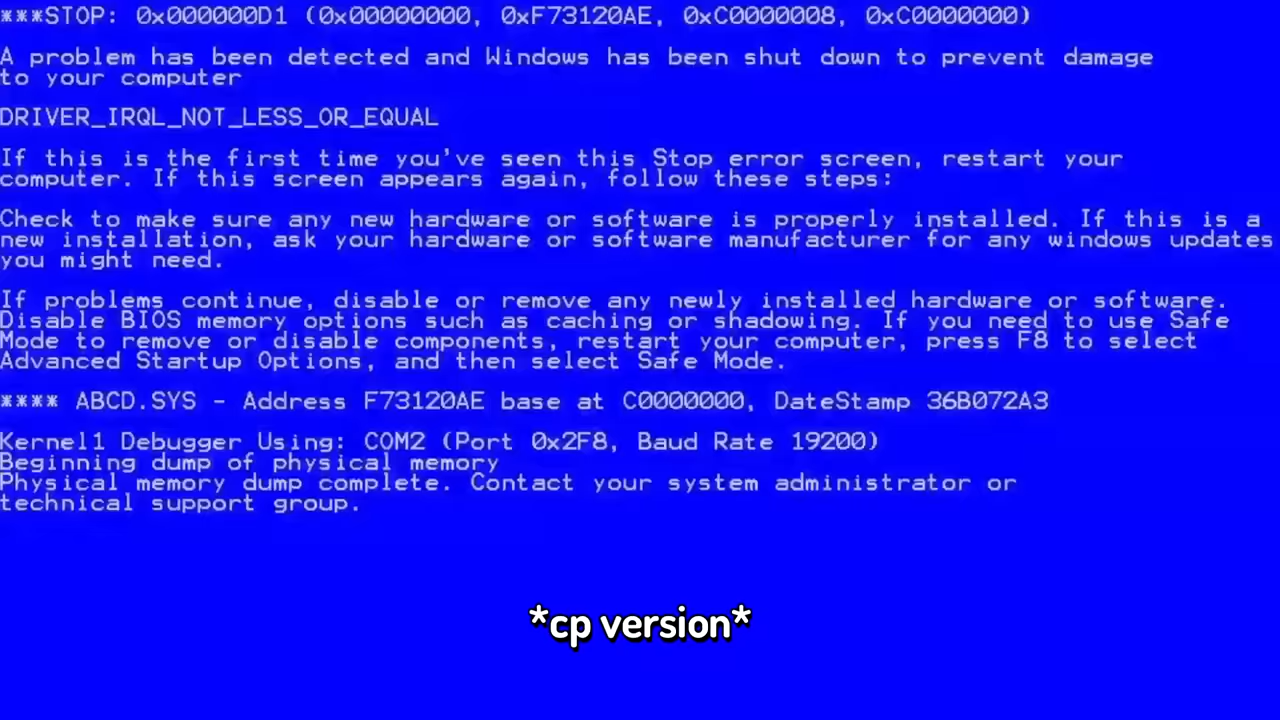 ***STOP: 0x000000D1 (0x00000000, 0xF73120AE, 0xC0000008, 0xC0000000)
A problem has been detected and Windows has been shut down to prevent damage
to your computer
DRIVER_IRQL_NOT_LESS_OR_EQUAL
If this is the first time you've seen this Stop error screen, restart your
computer. If this screen appears again, follow these steps:
Check to make sure any new hardware or software is properly installed. If this is a
new installation, ask your hardware or software manufacturer for any windows updates
you might need.
If problems continue, disable or remove any newly installed hardware or software.
Disable BIOS memory options such as caching or shadowing. If you need to use Safe
Mode to remove or disable components, restart your computer, press F8 to select
Advanced Startup Options, and then select Safe Mode.
**** ABCD.SYS - Address F73120AE base at C0000000, DateStamp 36B072A3
Kernel1 Debugger Using: COM2 (Port 0x2F8, Baud Rate 19200)
Beginning dump of physical memory
Physical memory dump complete. Contact your system administrator or
technical support group.
*cp version*